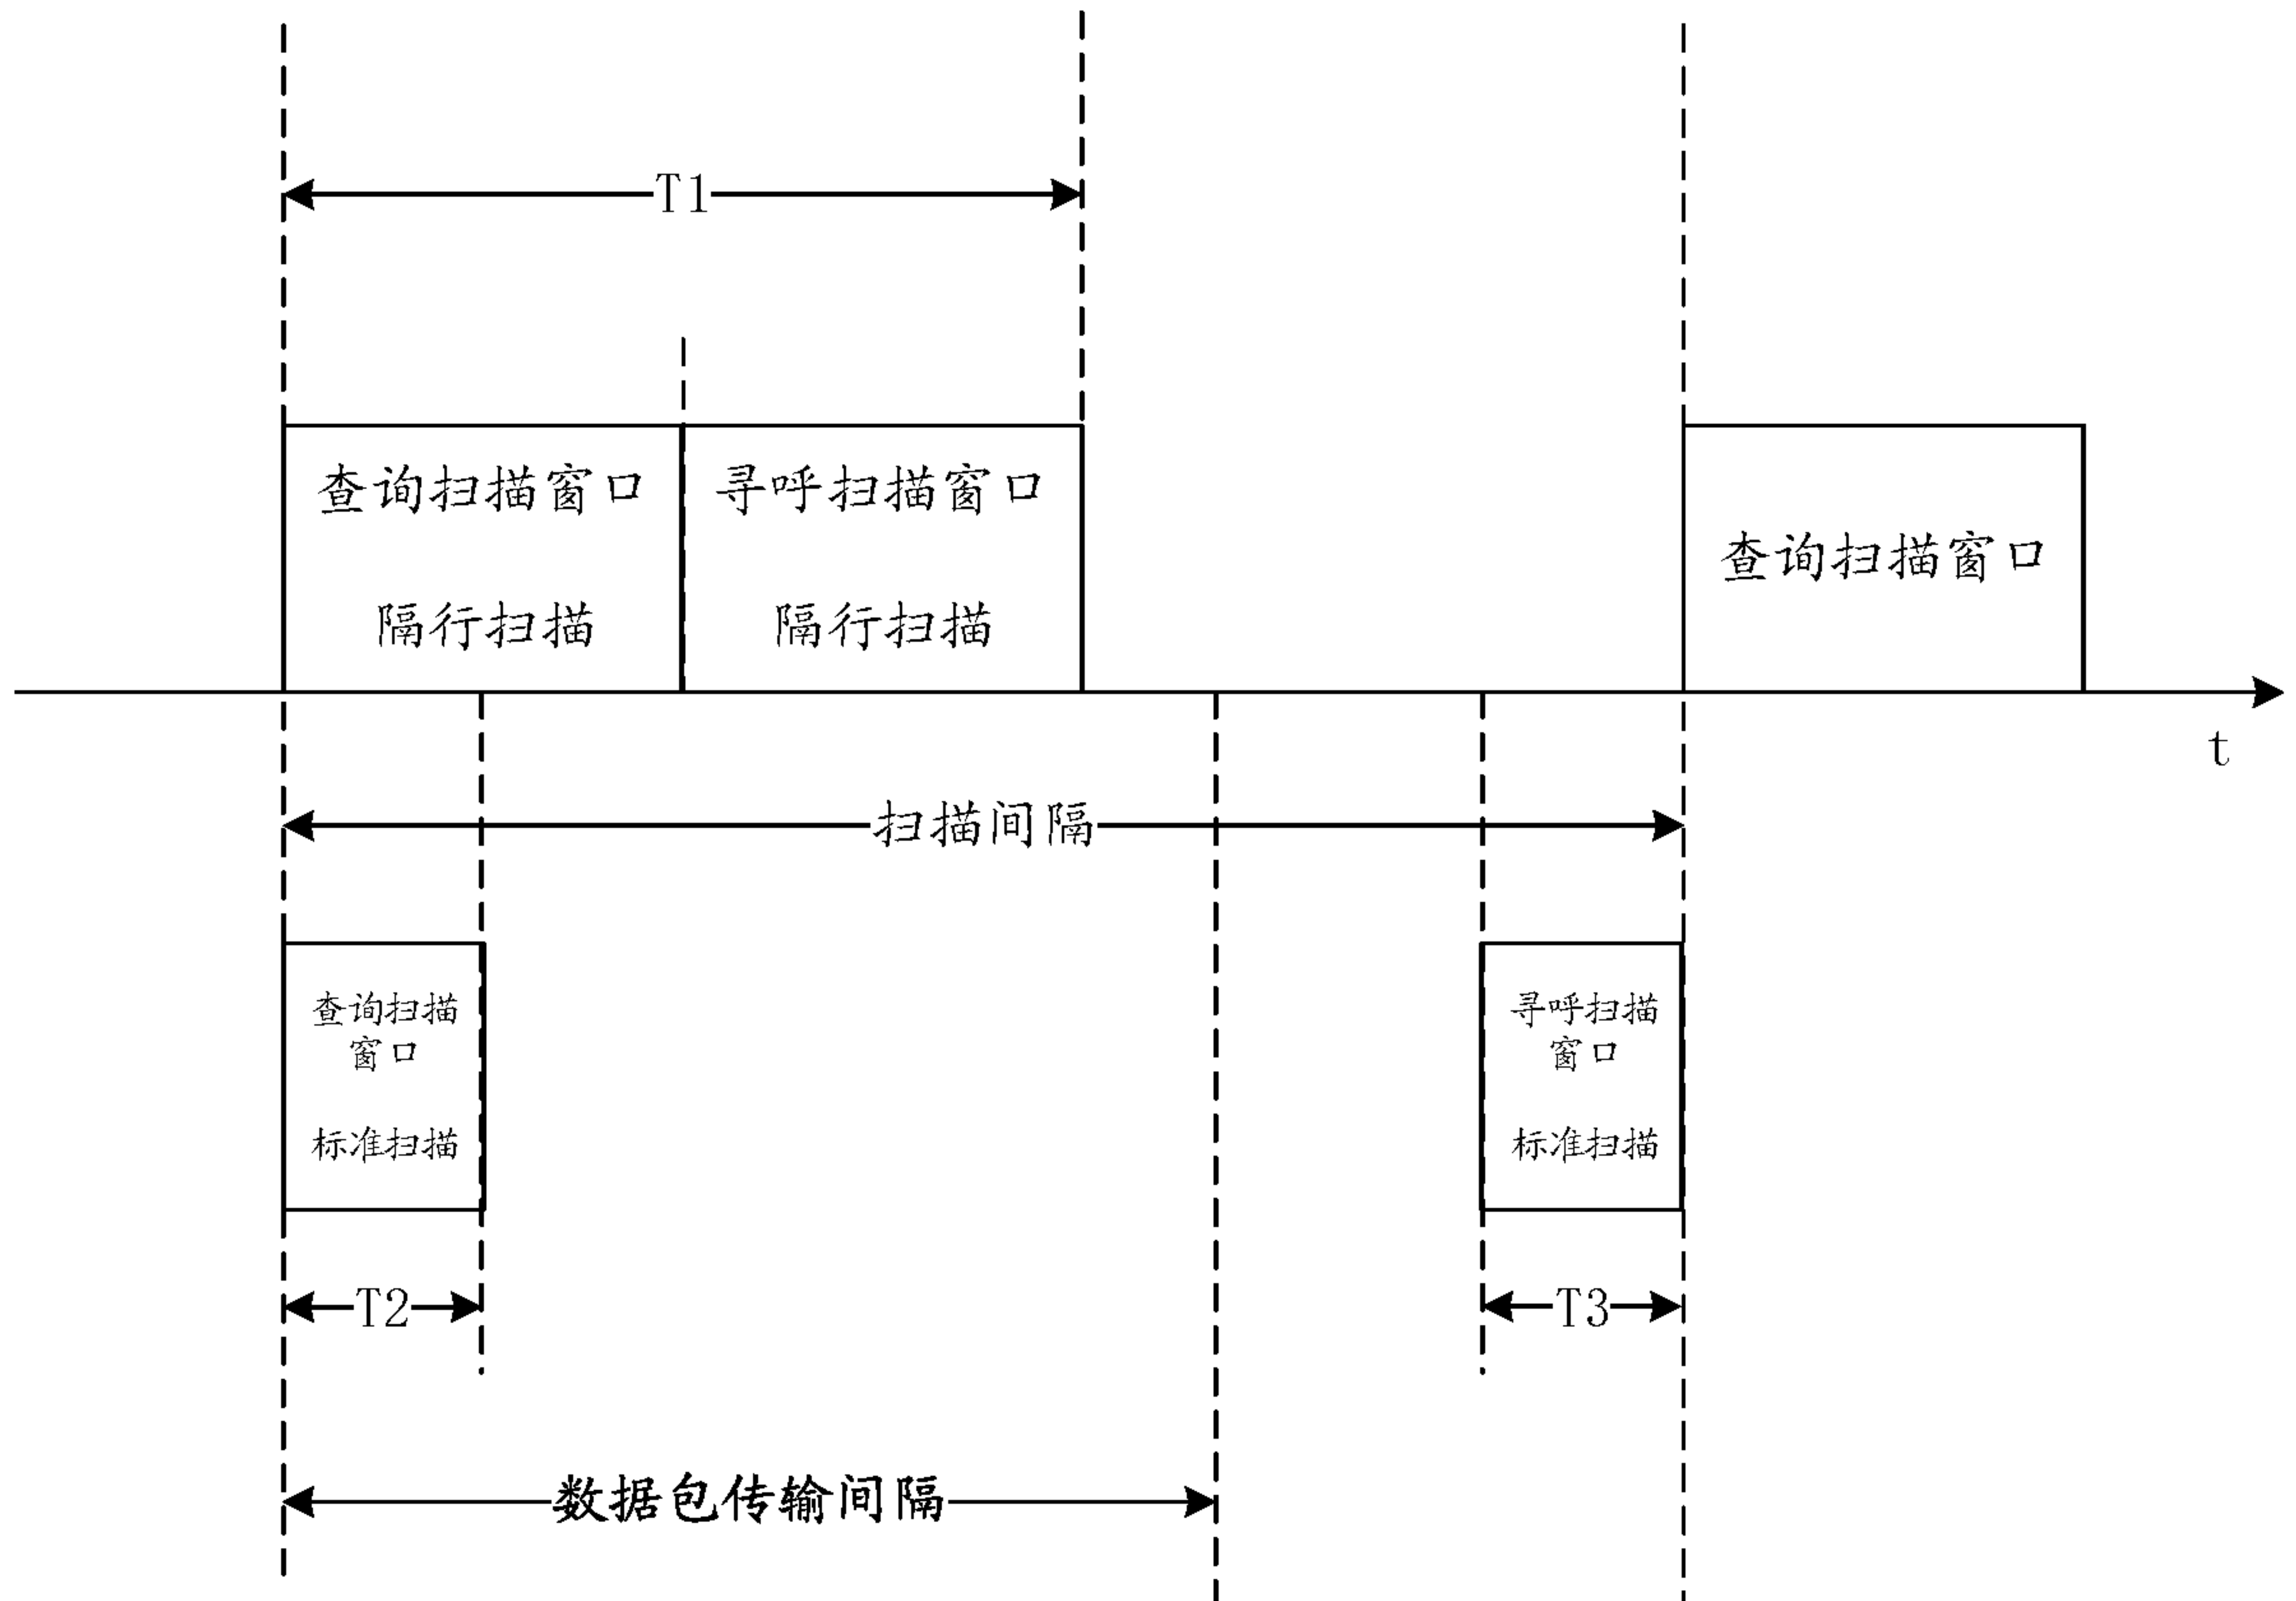 T1
查询扫描窗口
隔行扫描
寻呼扫描窗口
隔行扫描
查询扫描窗口
t
扫描间隔
查询扫描
窗口
标准扫描
寻呼扫描
窗口
标准扫描
T2
T3
数据包传输间隔